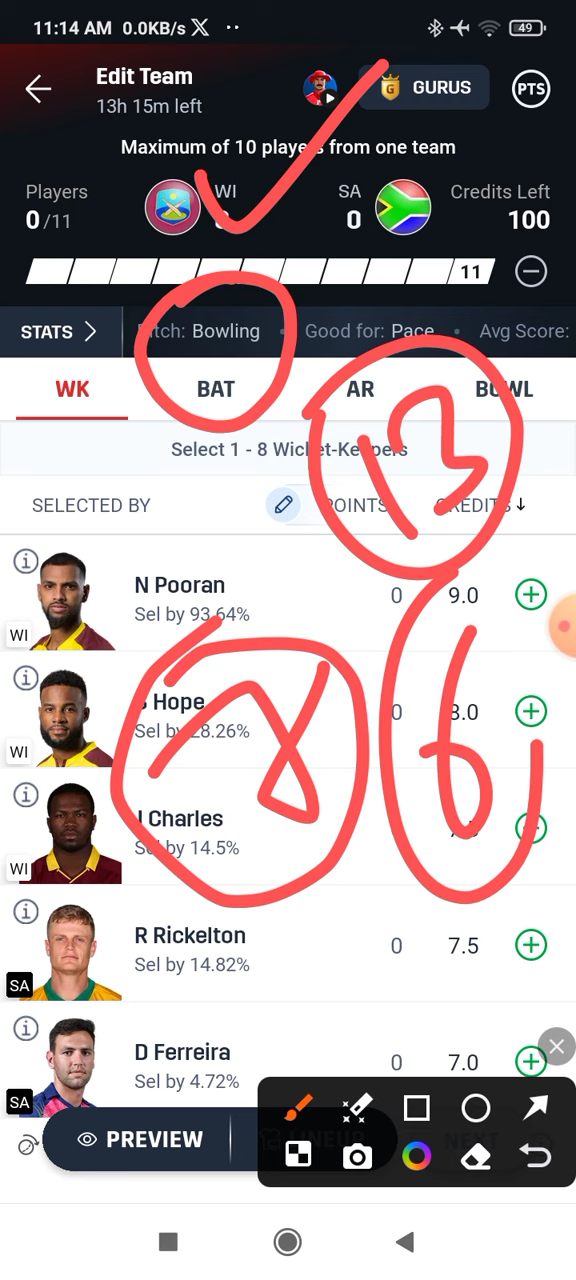 11:14 AM 0.0KB/s X ··
49
Edit Team
13h 15m left
G GURUS
PTS
Maximum of 10 players from one team
Players
0/11
WI
SA
0
Credits Left
100
11
STATS
Pitch: Bowling • Good for: Pace • Avg Score:
WK BAT AR BOWL
Select 1 - 8 Wicket-Keepers
13
SELECTED BY POINTS CREDITS ↓
N Pooran
Sel by 93.64%
0 9.0
WI
Hope
Sel by 28.26%
0 8.0
WI
J Charles
Sel by 14.5%
WI
18
6
R Rickelton
Sel by 14.82%
0 7.5
SA
D Ferreira
Sel by 4.72%
0 7.0
SA
PREVIEW